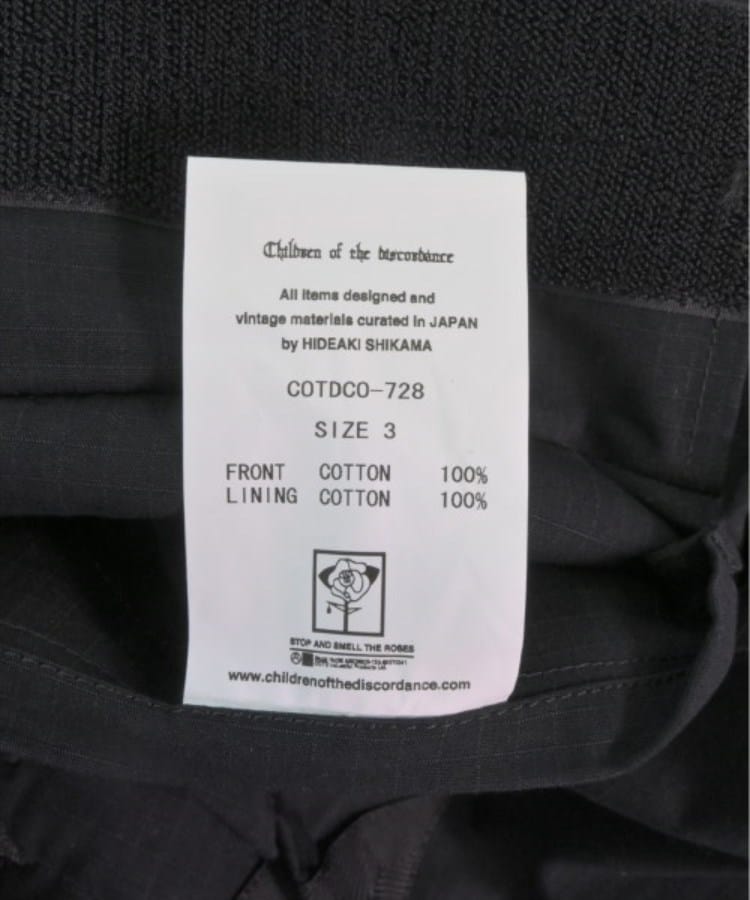 Children of the discordance
All items designed and
vintage materials curated in JAPAN
by HIDEAKI SHIKAMA
COTDCO-728
SIZE 3
FRONT COTTON 100%
LINING COTTON 100%
STOP AND SMELL THE ROSES
www.childrenofthediscordance.com